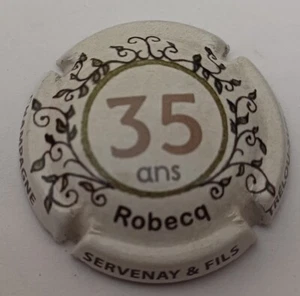 35
ans
Robecq
CHAMPAGNE
SERVENAY & FILS